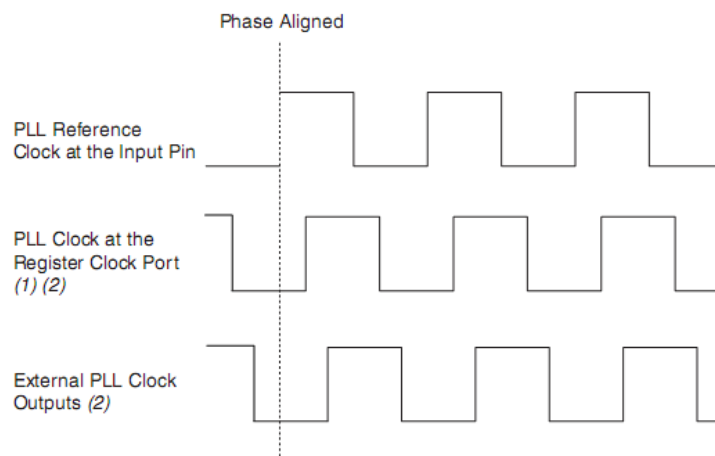 Phase Aligned
PLL Reference
Clock at the Input Pin
PLL Clock at the
Register Clock Port
(1) (2)
External PLL Clock
Outputs (2)